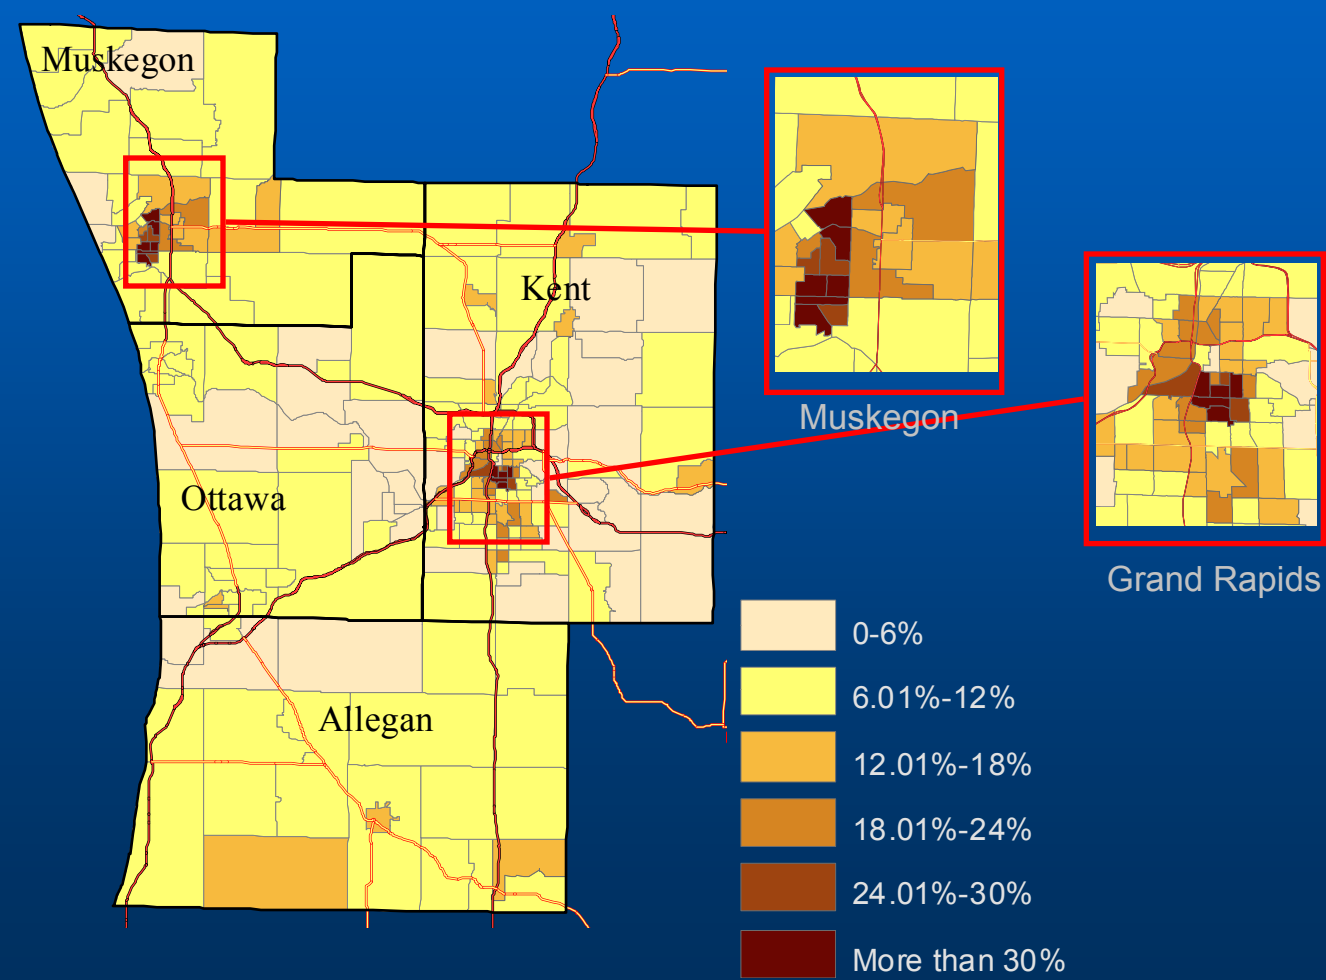 Muskegon
Kent
Muskegon
Ottawa
Grand Rapids
0-6%
6.01%-12%
Allegan
12.01%-18%
18.01%-24%
24.01%-30%
More than 30%